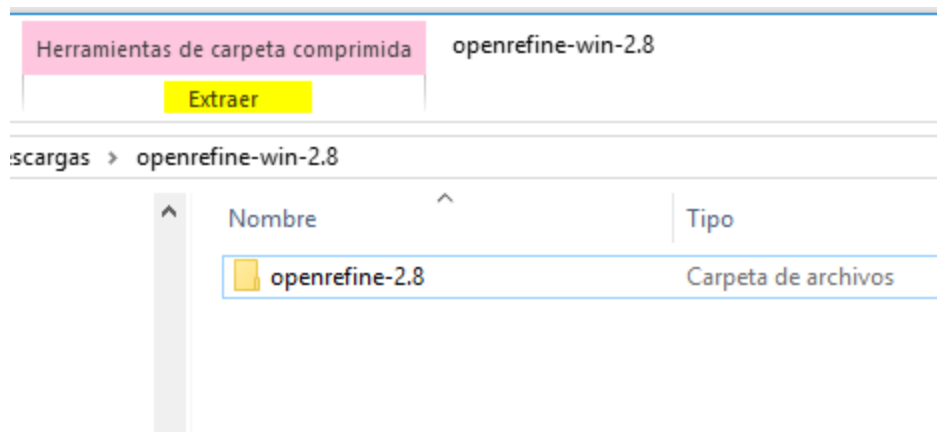 Herramientas de carpeta comprimida openrefine-win-2.8
Extraer
scargas > openrefine-win-2.8
Nombre Tipo
openrefine-2.8 Carpeta de archivos